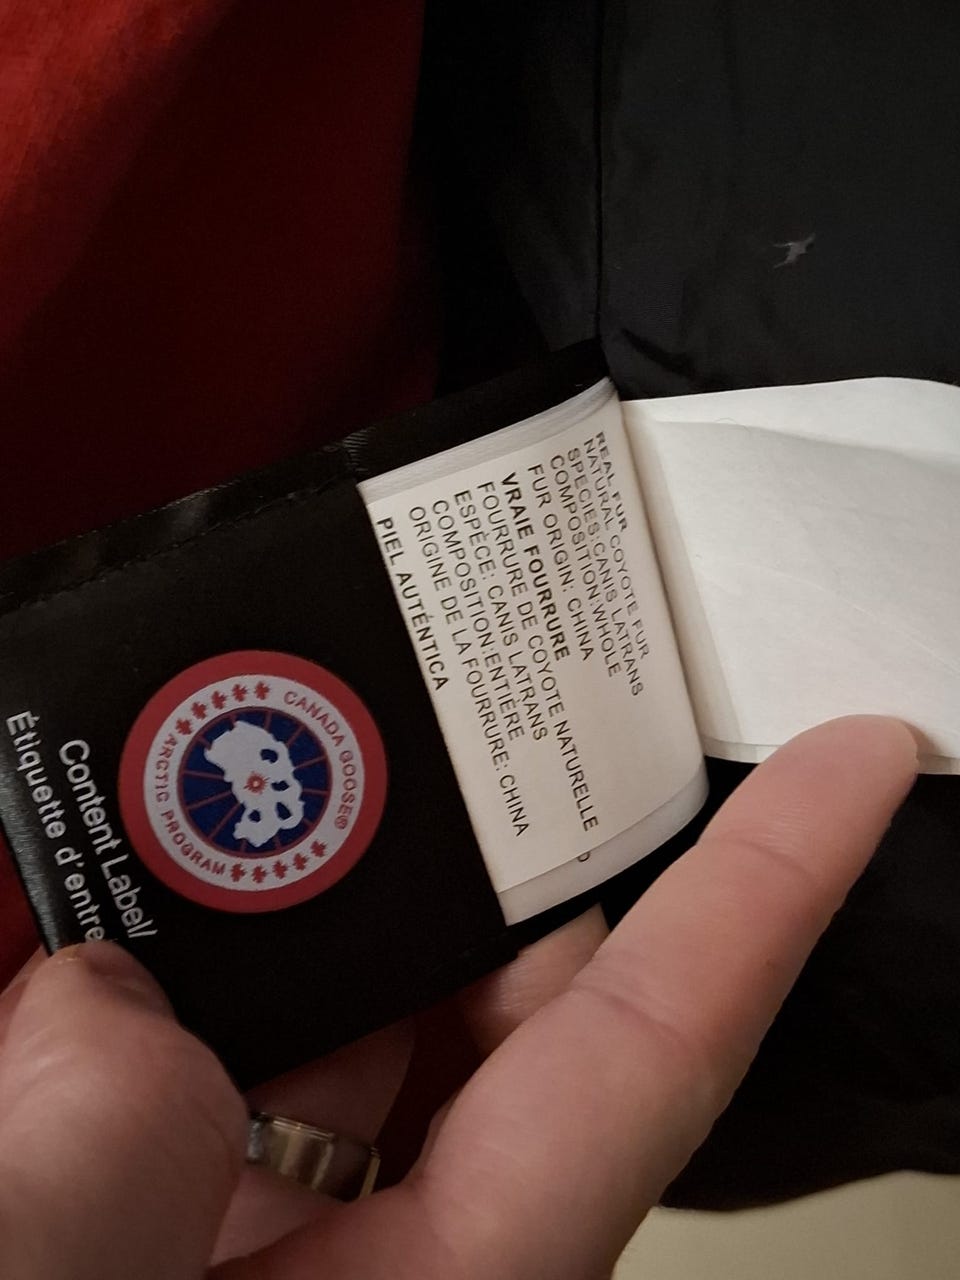 REAL FUR
NATURAL COYOTE FUR
SPECIES:CANIS LATRANS
COMPOSITION:WHOLE
FUR ORIGIN: CHINA
VRAIE FOURRURE
FOURRURE DE COYOTE NATURELLE
ESPÈCE: CANIS LATRANS
COMPOSITION:ENTIÈRE
ORIGINE DE LA FOURRURE: CHINA
PIEL AUTÉNTICA
CANADA GOOSE®
ARCTIC PROGRAM
Content Label/
Étiquette d'entre